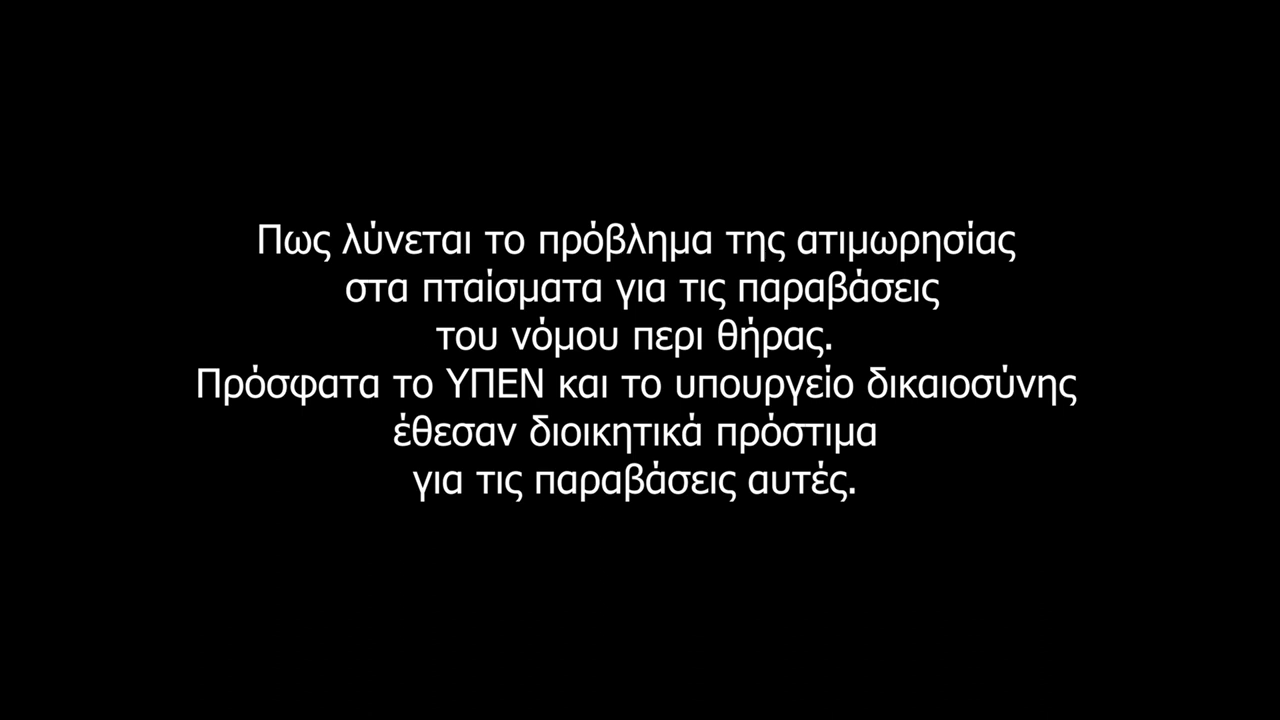 Πως λύνεται το πρόβλημα της ατιμωρησίας
στα πταίσματα για τις παραβάσεις
του νόμου περι θήρας.
Πρόσφατα το ΥΠΕΝ και το υπουργείο δικαιοσύνης
έθεσαν διοικητικά πρόστιμα
για τις παραβάσεις αυτές.